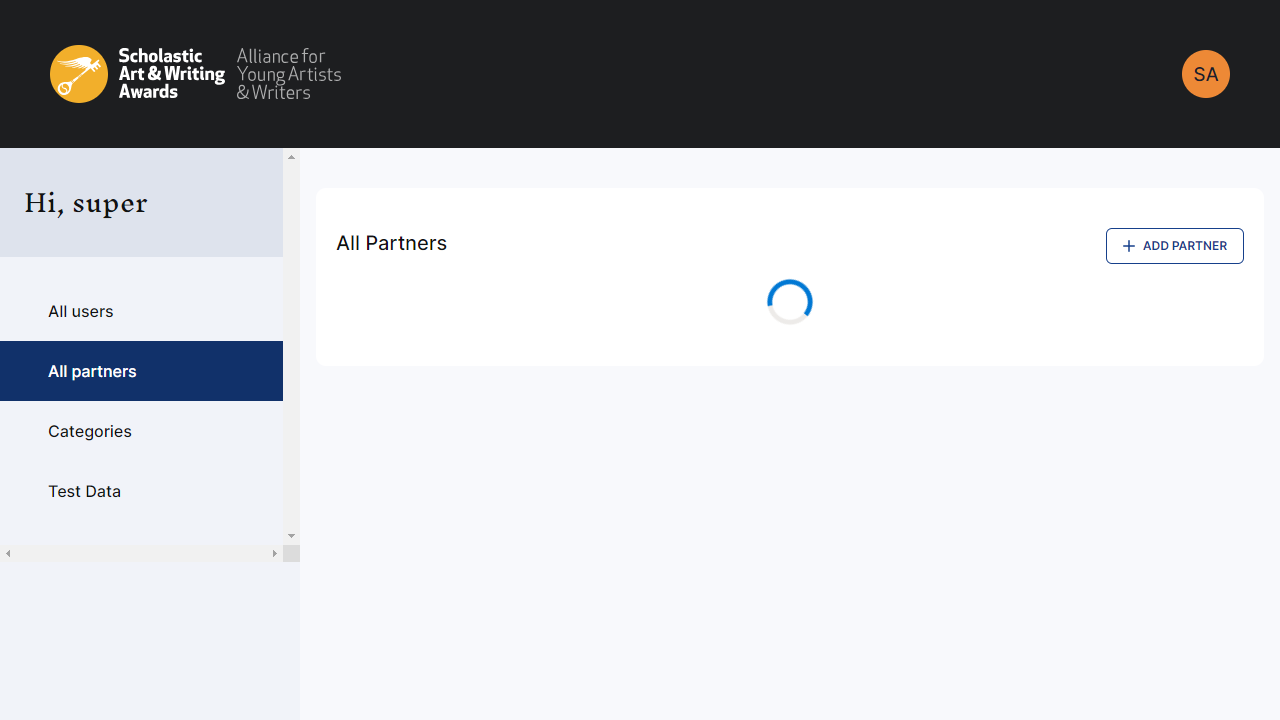 Scholastic
Art & Writing
Awards
Alliance for
Young Artists
& Writers
SA
Hi, super
All users
All partners
Categories
Test Data
All Partners
ADD PARTNER